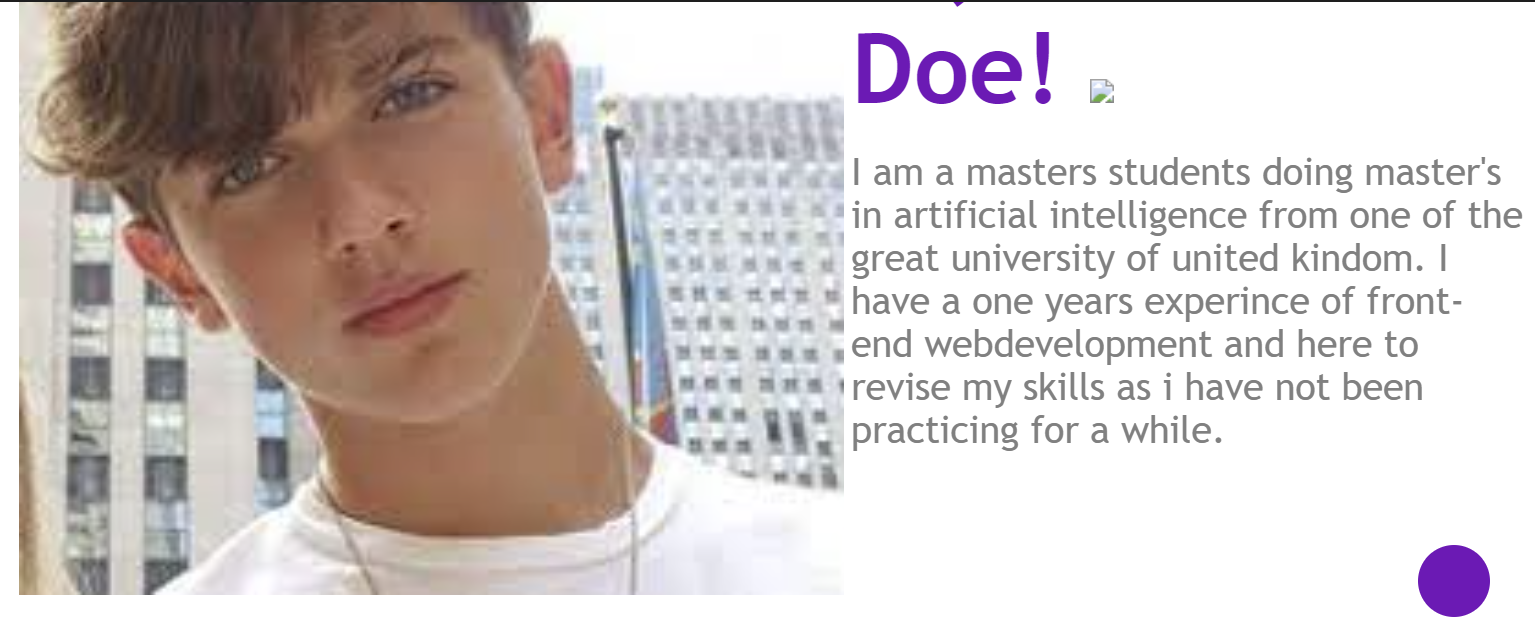 Doe!
I am a masters students doing master's
in artificial intelligence from one of the
great university of united kindom. I
have a one years experince of front-
end webdevelopment and here to
revise my skills as i have not been
practicing for a while.